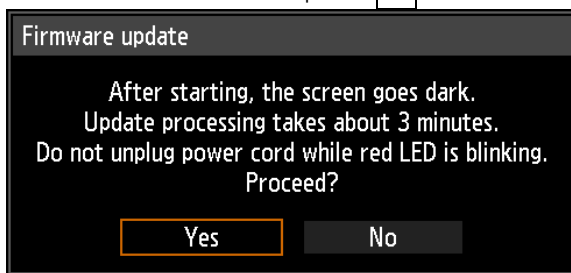 Firmware update
After starting, the screen goes dark.
Update processing takes about 3 minutes.
Do not unplug power cord while red LED is blinking.
Proceed?
Yes No